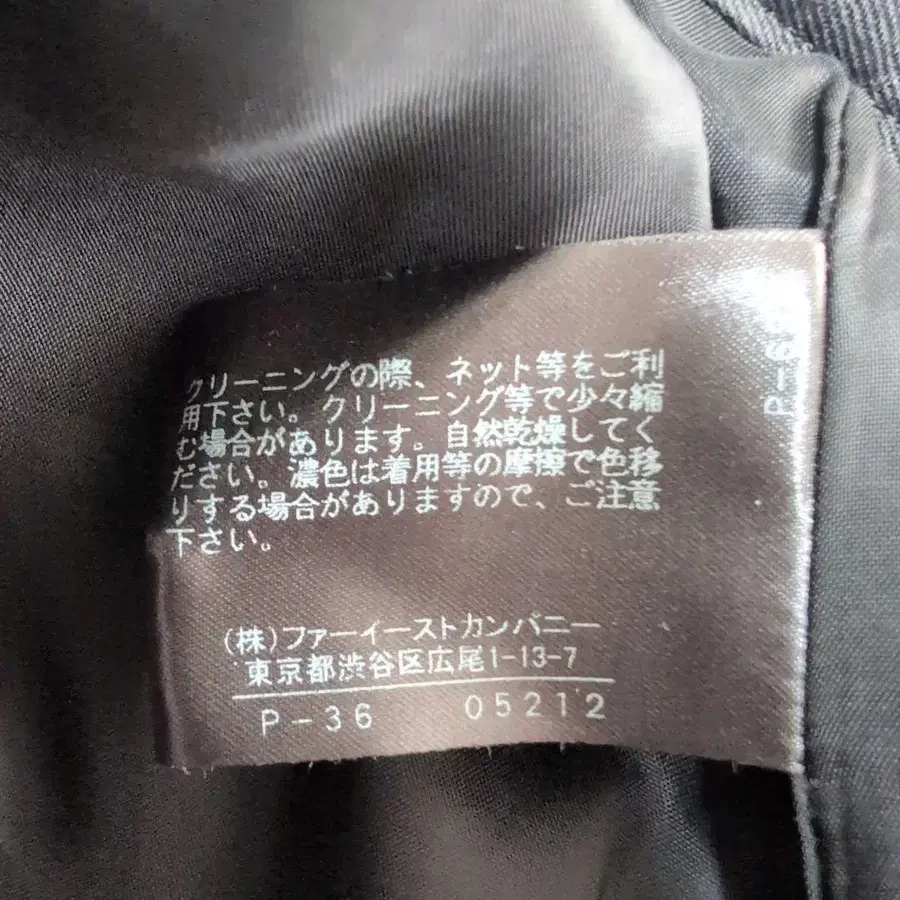 クリーニングの際、ネット等をご利
用下さい。クリーニング等で少々縮
む場合があります。自然乾燥してく
ださい。濃色は着用等の摩擦で色移
りする場合がありますので、ご注意
下さい。
(株)ファーイーストカンパニー
東京都渋谷区広尾1-13-7
P-36 05212